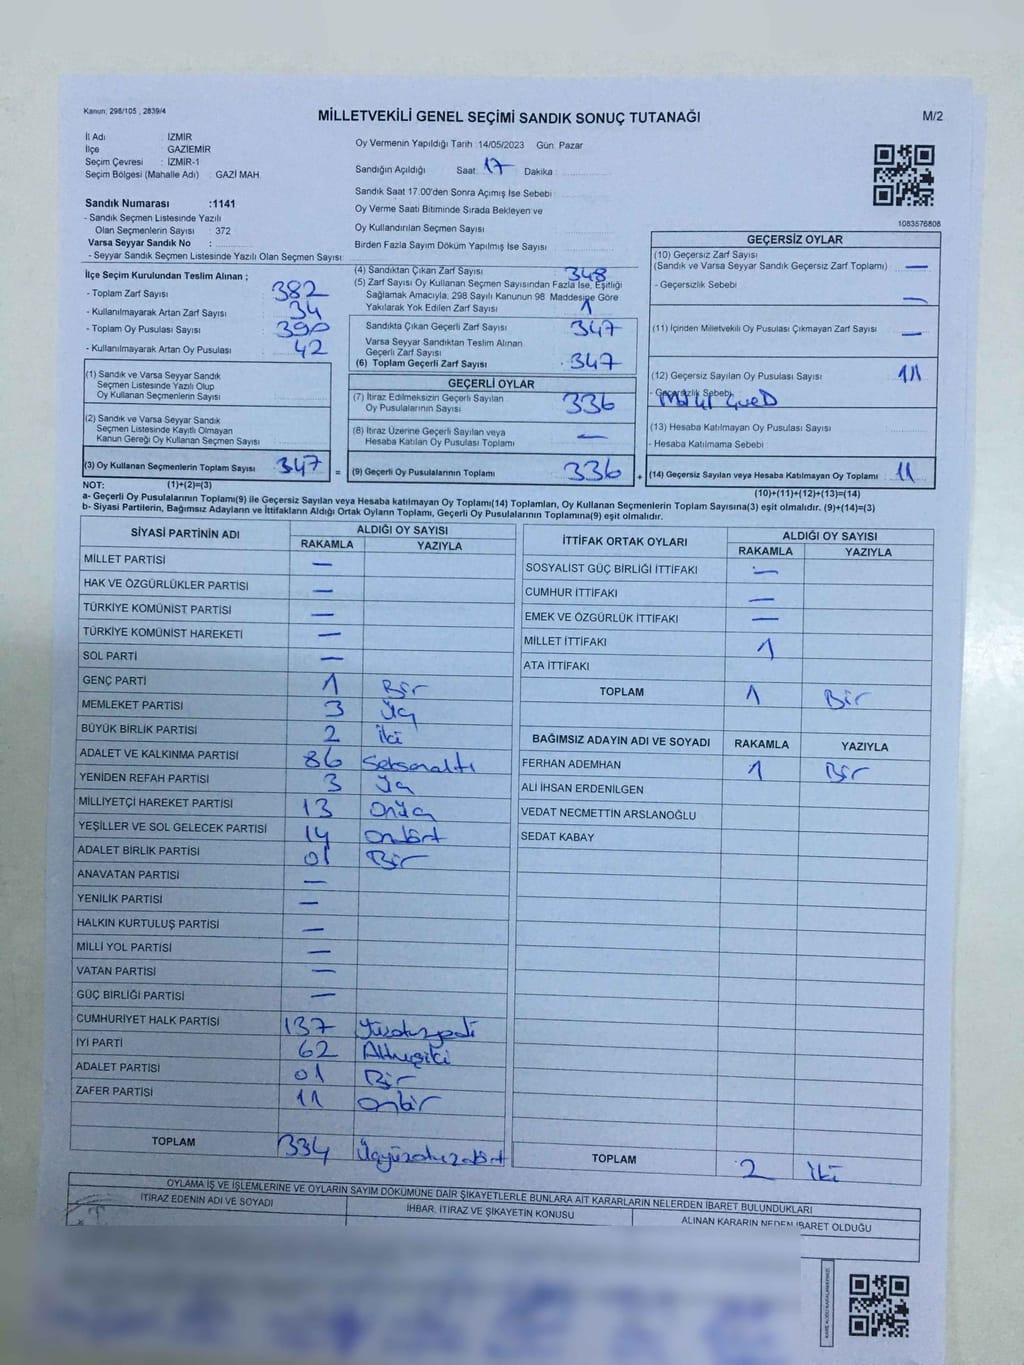 Kanun; 298/105 , 2839/4
MİLLETVEKİLİ GENEL SEÇİMİ SANDIK SONUÇ TUTANAĞI
M/2
İl Adı : İZMİR
İlçe : GAZİEMİR
Seçim Çevresi : İZMİR-1
Seçim Bölgesi (Mahalle Adı) : GAZİ MAH.
Oy Vermenin Yapıldığı Tarih :14/05/2023 Gün: Pazar
Sandığın Açıldığı Saat: 17 Dakika :
Sandık Saat 17.00'den Sonra Açımış İse Sebebi :
Oy Verme Saati Bitiminde Sırada Bekleyen ve
Oy Kullandırılan Seçmen Sayısı :
Birden Fazla Sayım Döküm Yapılmış İse Sayısı :
1083576808
Sandık Numarası :1141
- Sandık Seçmen Listesinde Yazılı
Olan Seçmenlerin Sayısı : 372
Varsa Seyyar Sandık No :
- Seyyar Sandık Seçmen Listesinde Yazılı Olan Seçmen Sayısı:
İlçe Seçim Kurulundan Teslim Alınan ;
- Toplam Zarf Sayısı : 382
- Kullanılmayarak Artan Zarf Sayısı : 34
- Toplam Oy Pusulası Sayısı : 390
- Kullanılmayarak Artan Oy Pusulası : 42
(1) Sandık ve Varsa Seyyar Sandık
Seçmen Listesinde Yazılı Olup
Oy Kullanan Seçmenlerin Sayısı :
(2) Sandık ve Varsa Seyyar Sandık
Seçmen Listesinde Kayıtlı Olmayan
Kanun Gereği Oy Kullanan Seçmen Sayısı :
(3) Oy Kullanan Seçmenlerin Toplam Sayısı : 347
(4) Sandıktan Çıkan Zarf Sayısı : 348
(5) Zarf Sayısı Oy Kullanan Seçmen Sayısından Fazla İse, Eşitliği
Sağlamak Amacıyla, 298 Sayılı Kanunun 98. Maddesine Göre
Yakılarak Yok Edilen Zarf Sayısı : 1
Sandıkta Çıkan Geçerli Zarf Sayısı : 347
Varsa Seyyar Sandıktan Teslim Alınan
Geçerli Zarf Sayısı :
(6) Toplam Geçerli Zarf Sayısı : 347
GEÇERLİ OYLAR
(7) İtiraz Edilmeksizin Geçerli Sayılan
Oy Pusulalarının Sayısı : 336
(8) İtiraz Üzerine Geçerli Sayılan veya
Hesaba Katılan Oy Pusulası Toplamı : —
= (9) Geçerli Oy Pusulalarının Toplamı : 336
GEÇERSİZ OYLAR
(10) Geçersiz Zarf Sayısı
(Sandık ve Varsa Seyyar Sandık Geçersiz Zarf Toplamı) : —
- Geçersizlik Sebebi : —
(11) İçinden Milletvekili Oy Pusulası Çıkmayan Zarf Sayısı : —
(12) Geçersiz Sayılan Oy Pusulası Sayısı : 11
- Geçersizlik Sebebi:
(13) Hesaba Katılmayan Oy Pusulası Sayısı :
- Hesaba Katılmama Sebebi :
+ (14) Geçersiz Sayılan veya Hesaba Katılmayan Oy Toplamı : 11
NOT: (1)+(2)=(3)
(10)+(11)+(12)+(13)=(14)
a- Geçerli Oy Pusulalarının Toplamı(9) ile Geçersiz Sayılan veya Hesaba katılmayan Oy Toplamı(14) Toplamları, Oy Kullanan Seçmenlerin Toplam Sayısına(3) eşit olmalıdır. (9)+(14)=(3)
b- Siyasi Partilerin, Bağımsız Adayların ve İttifakların Aldığı Ortak Oyların Toplamı, Geçerli Oy Pusulalarının Toplamına(9) eşit olmalıdır.
SİYASİ PARTİNİN ADI ALDIĞI OY SAYISI
RAKAMLA YAZIYLA
MİLLET PARTİSİ —
HAK VE ÖZGÜRLÜKLER PARTİSİ —
TÜRKİYE KOMÜNİST PARTİSİ —
TÜRKİYE KOMÜNİST HAREKETİ —
SOL PARTİ —
GENÇ PARTİ 1 Bir
MEMLEKET PARTİSİ 3 Üç
BÜYÜK BİRLİK PARTİSİ 2 İki
ADALET VE KALKINMA PARTİSİ 86 Seksenaltı
YENİDEN REFAH PARTİSİ 3 Üç
MİLLİYETÇİ HAREKET PARTİSİ 13 Onüç
YEŞİLLER VE SOL GELECEK PARTİSİ 14 Ondört
ADALET BİRLİK PARTİSİ 01 Bir
ANAVATAN PARTİSİ —
YENİLİK PARTİSİ —
HALKIN KURTULUŞ PARTİSİ —
MİLLİ YOL PARTİSİ —
VATAN PARTİSİ —
GÜÇ BİRLİĞİ PARTİSİ —
CUMHURİYET HALK PARTİSİ 137 Yüzotuzyedi
İYİ PARTİ 62 Altmışiki
ADALET PARTİSİ 01 Bir
ZAFER PARTİSİ 11 Onbir
TOPLAM 334 Üçyüzotuzdört
İTTİFAK ORTAK OYLARI ALDIĞI OY SAYISI
RAKAMLA YAZIYLA
SOSYALİST GÜÇ BİRLİĞİ İTTİFAKI —
CUMHUR İTTİFAKI —
EMEK VE ÖZGÜRLÜK İTTİFAKI —
MİLLET İTTİFAKI 1
ATA İTTİFAKI
TOPLAM 1 Bir
BAĞIMSIZ ADAYIN ADI VE SOYADI RAKAMLA YAZIYLA
FERHAN ADEMHAN 1 Bir
ALİ İHSAN ERDENİLGEN
VEDAT NECMETTİN ARSLANOĞLU
SEDAT KABAY
TOPLAM 2 İki
OYLAMA İŞ VE İŞLEMLERİNE VE OYLARIN SAYIM DÖKÜMÜNE DAİR ŞİKAYETLERLE BUNLARA AİT KARARLARIN NELERDEN İBARET BULUNDUKLARI
İTİRAZ EDENİN ADI VE SOYADI İHBAR, İTİRAZ VE ŞİKAYETİN KONUSU ALINAN KARARIN NEDEN İBARET OLDUĞU